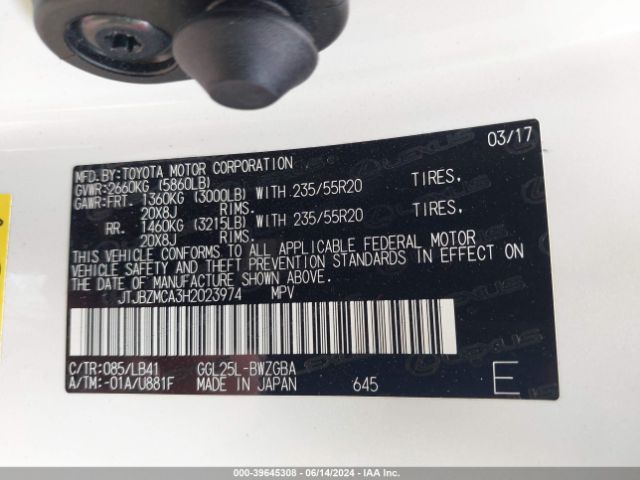 03/17
MFD.BY:TOYOTA MOTOR CORPORATION
GVWR:2660KG (5860LB)
GAWR:FRT. 1360KG (3000LB) WITH 235/55R20 TIRES.
20X8J RIMS.
RR. 1460KG (3215LB) WITH 235/55R20 TIRES.
20X8J RIMS.
THIS VEHICLE CONFORMS TO ALL APPLICABLE FEDERAL MOTOR
VEHICLE SAFETY AND THEFT PREVENTION STANDARDS IN EFFECT ON
THE DATE OF MANUFACTURE SHOWN ABOVE.
JTJBZMCA3H2023974 MPV
C/TR:085/LB41 GGL25L-BWZGBA
A/TM:-01A/U881F MADE IN JAPAN 645 E
000-39645308 - 06/14/2024 - IAA Inc.